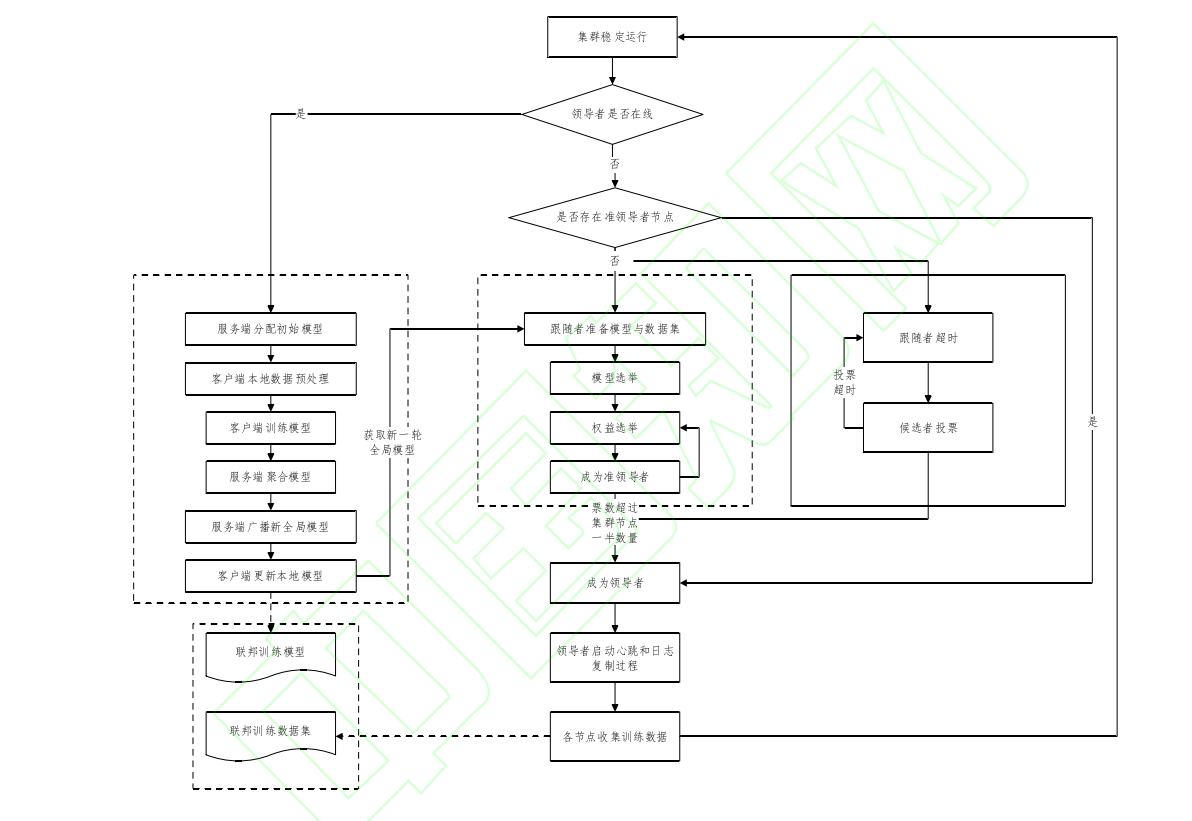 集群稳定运行
领导者是否在线
是
否
是否存在准领导者节点
否
是
服务端分配初始模型
客户端本地数据预处理
客户端训练模型
服务端聚合模型
服务端广播新全局模型
客户端更新本地模型
获取新一轮
全局模型
跟随者准备模型与数据集
模型选举
权益选举
成为准领导者
跟随者超时
投票
超时
候选者投票
票数超过
集群节点
一半数量
成为领导者
领导者启动心跳和日志
复制过程
各节点收集训练数据
联邦训练模型
联邦训练数据集